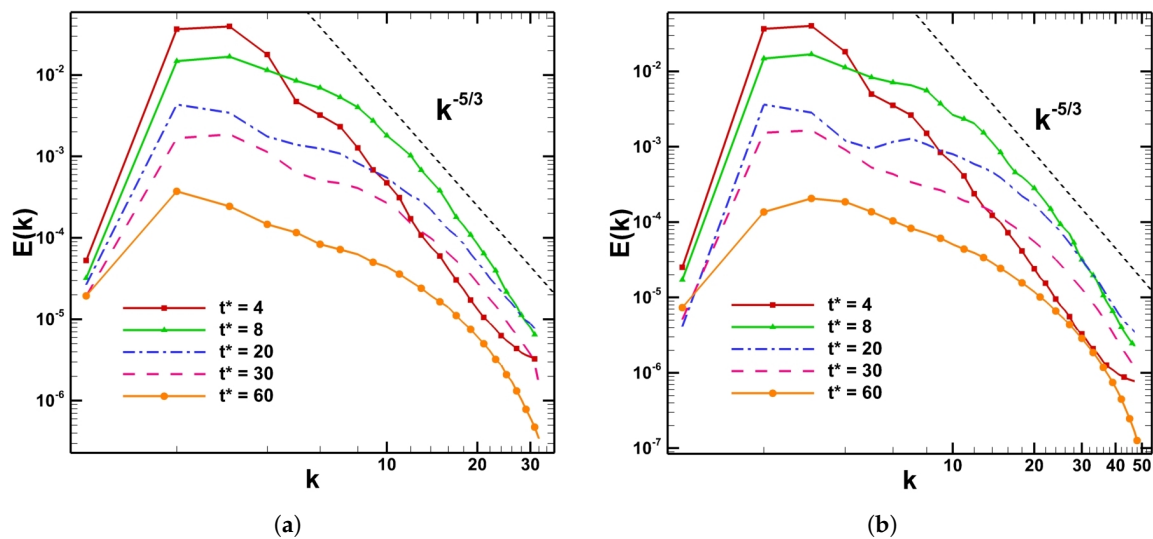 E(k)
10⁻²
10⁻³
10⁻⁴
10⁻⁵
10⁻⁶
k⁻⁵/³
t* = 4
t* = 8
t* = 20
t* = 30
t* = 60
10 20 30
k
(a)
E(k)
10⁻²
10⁻³
10⁻⁴
10⁻⁵
10⁻⁶
10⁻⁷
k⁻⁵/³
t* = 4
t* = 8
t* = 20
t* = 30
t* = 60
10 20 30 40 50
k
(b)